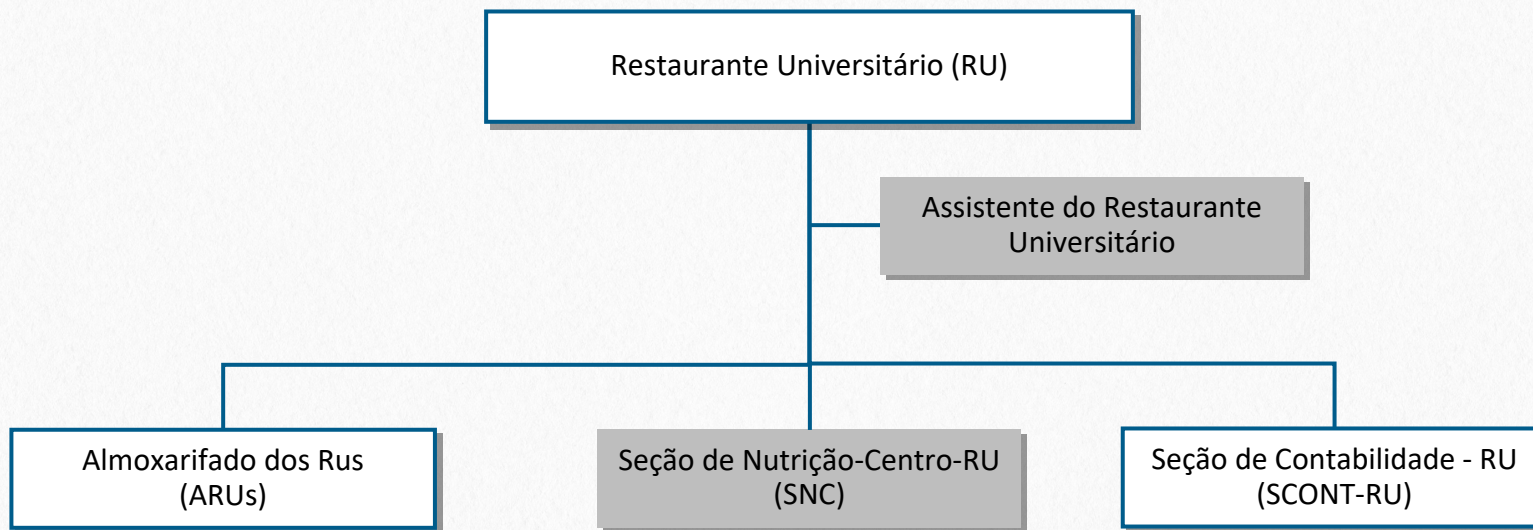 Restaurante Universitário (RU)
Assistente do Restaurante
Universitário
Almoxarifado dos Rus
(ARUs)
Seção de Nutrição-Centro-RU
(SNC)
Seção de Contabilidade - RU
(SCONT-RU)